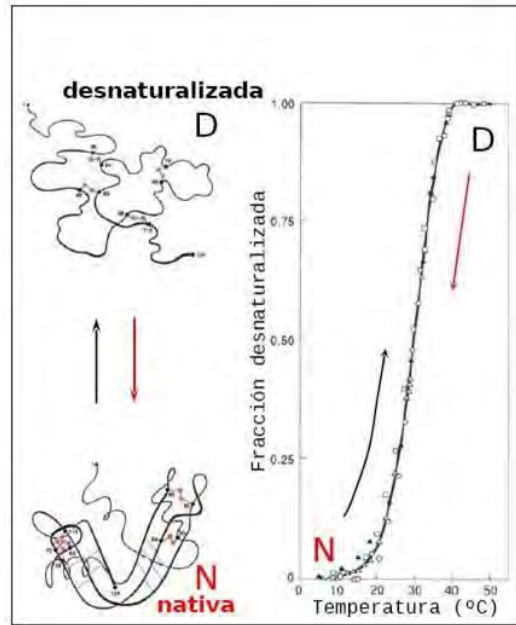 desnaturalizada
D
N
nativa
Fracción desnaturalizada
1.00
0.75
0.50
0.25
0
D
N
0
10
20
30
40
50
Temperatura (ºC)